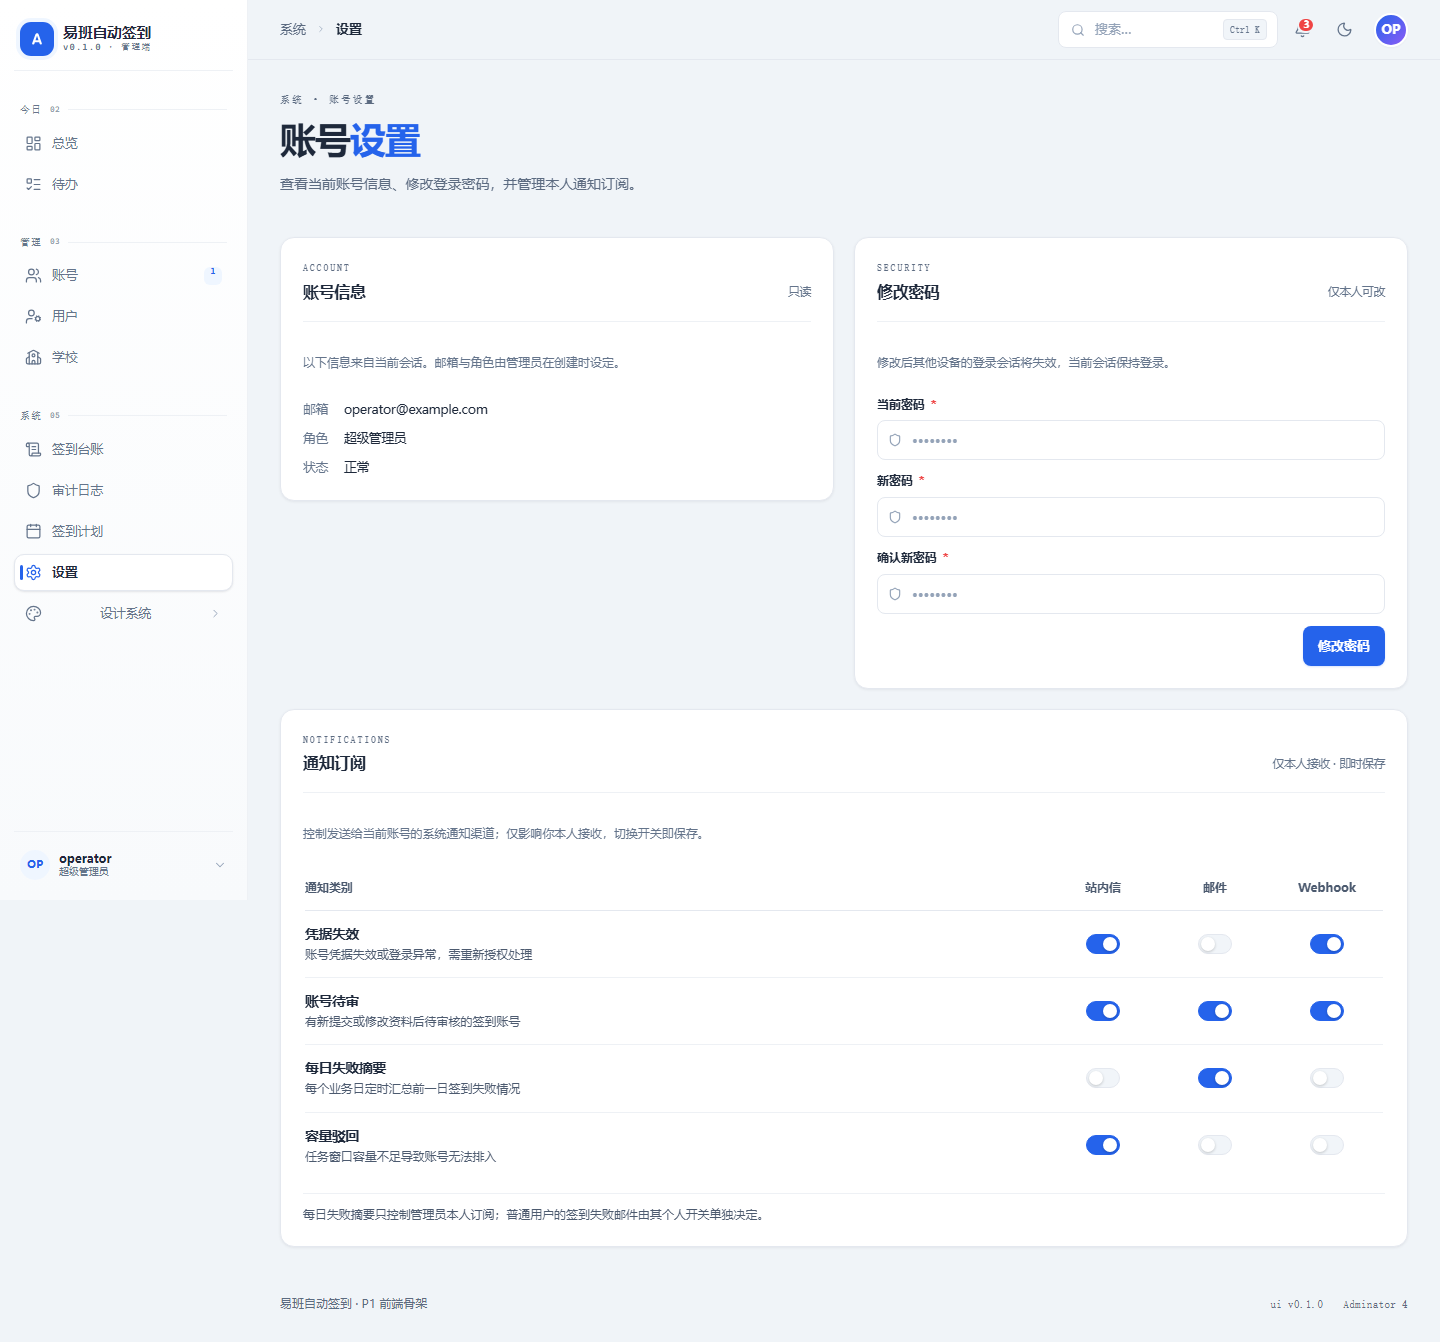 A
易班自动签到
v0.1.0 · 管理端
今日 02
总览
待办
管理 03
账号 1
用户
学校
系统 05
签到台账
审计日志
签到计划
设置
设计系统
OP operator
超级管理员
系统 › 设置
搜索... Ctrl K
3
OP
系统 · 账号设置
账号设置
查看当前账号信息、修改登录密码，并管理本人通知订阅。
ACCOUNT
账号信息 只读
以下信息来自当前会话。邮箱与角色由管理员在创建时设定。
邮箱 operator@example.com
角色 超级管理员
状态 正常
SECURITY
修改密码 仅本人可改
修改后其他设备的登录会话将失效，当前会话保持登录。
当前密码 *
••••••••
新密码 *
••••••••
确认新密码 *
••••••••
修改密码
NOTIFICATIONS
通知订阅 仅本人接收 · 即时保存
控制发送给当前账号的系统通知渠道；仅影响你本人接收，切换开关即保存。
通知类别 站内信 邮件 Webhook
凭据失效
账号凭据失效或登录异常，需重新授权处理
账号待审
有新提交或修改资料后待审核的签到账号
每日失败摘要
每个业务日定时汇总前一日签到失败情况
容量驳回
任务窗口容量不足导致账号无法排入
每日失败摘要只控制管理员本人订阅；普通用户的签到失败邮件由其个人开关单独决定。
易班自动签到 · P1 前端骨架
ui v0.1.0 Adminator 4